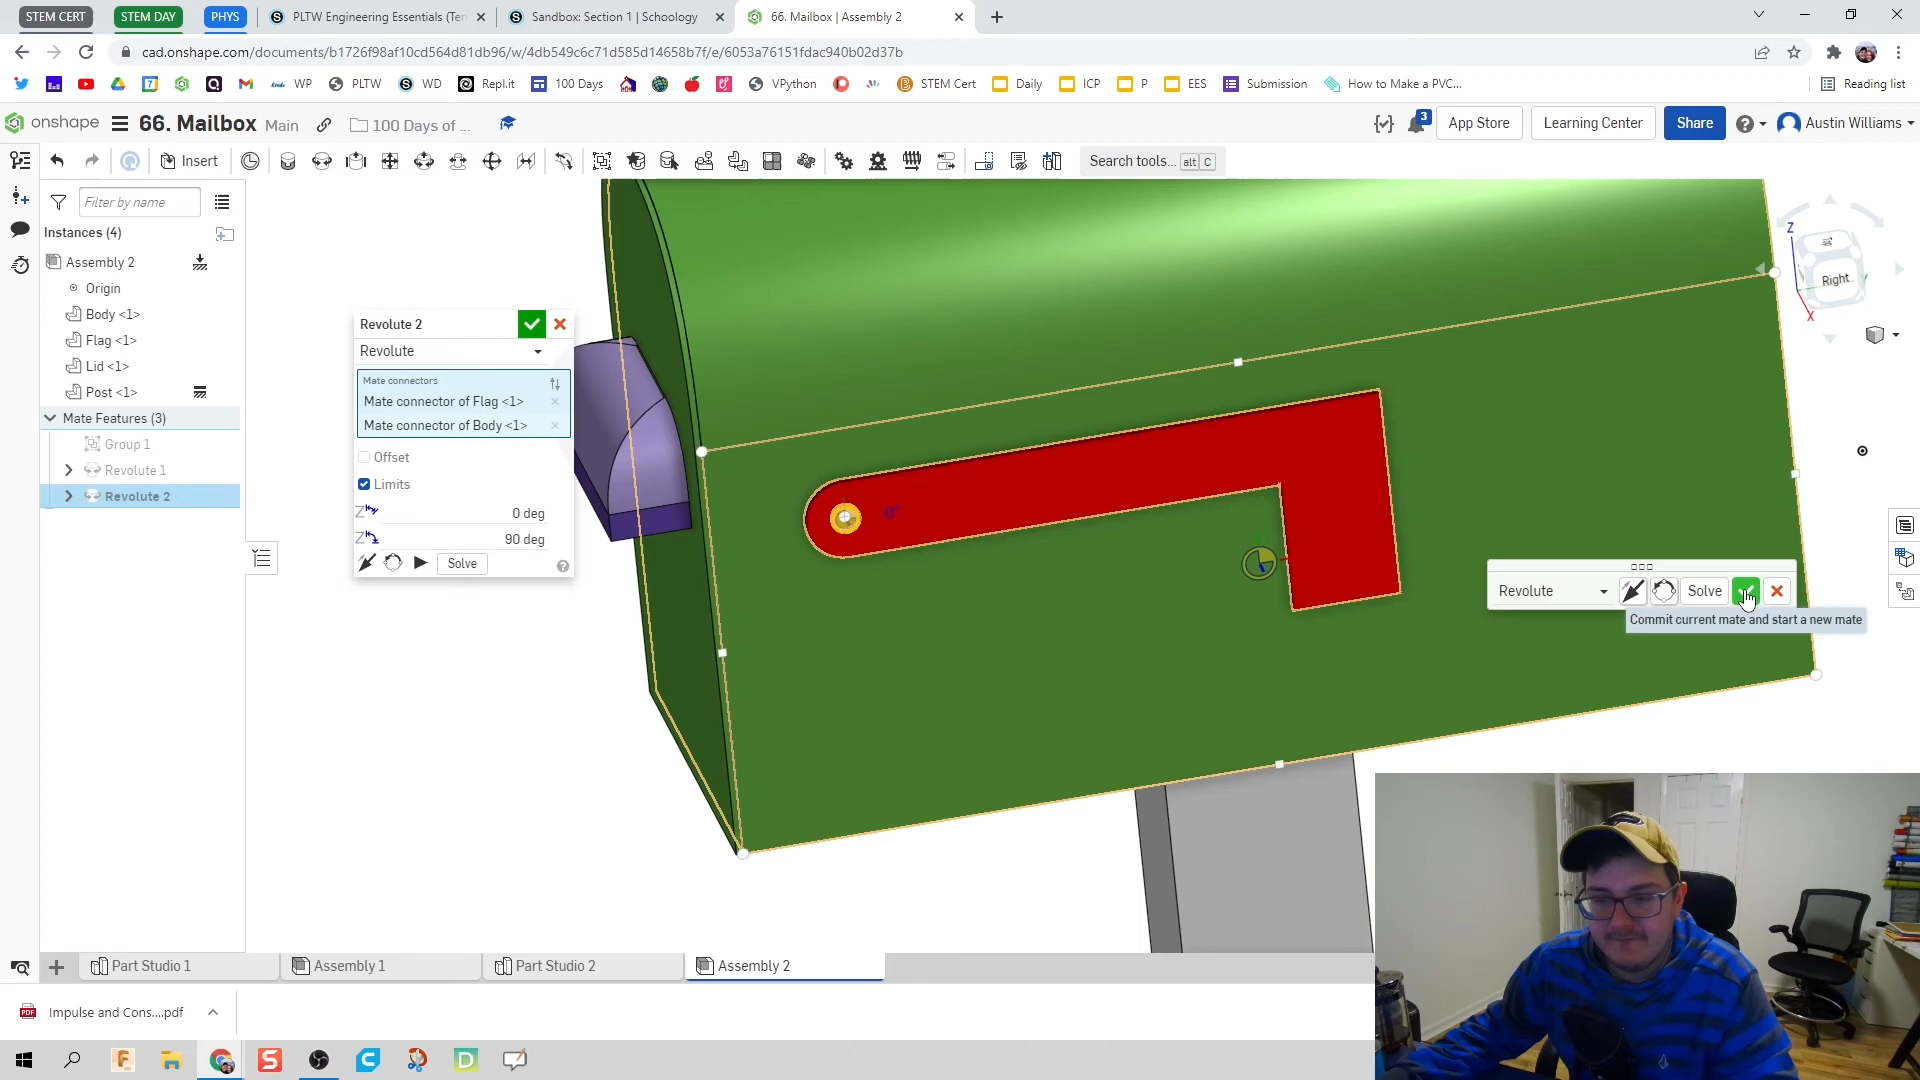 STEM CERT
STEM DAY
PHYS
PLTW Engineering Essentials (Ter
Sandbox: Section 1 | Schoology
66. Mailbox | Assembly 2
cad.onshape.com/documents/b1726f98af10cd564d81db96/w/4db549c6c71d585d14658b7f/e/6053a76151fdac940b02d37b
WP
PLTW
WD
Repl.it
100 Days
VPython
STEM Cert
Daily
ICP
P
EES
Submission
How to Make a PVC...
Reading list
onshape
66. Mailbox
Main
100 Days of ...
3
App Store
Learning Center
Share
Austin Williams
Insert
Search tools... alt C
Filter by name
Instances (4)
Assembly 2
Origin
Body <1>
Flag <1>
Lid <1>
Post <1>
Mate Features (3)
Group 1
Revolute 1
Revolute 2
Revolute 2
Revolute
Mate connectors
Mate connector of Flag <1>
Mate connector of Body <1>
Offset
Limits
0 deg
90 deg
Solve
0°
Z
Right
X
Revolute
Solve
Commit current mate and start a new mate
Part Studio 1
Assembly 1
Part Studio 2
Assembly 2
Impulse and Cons....pdf